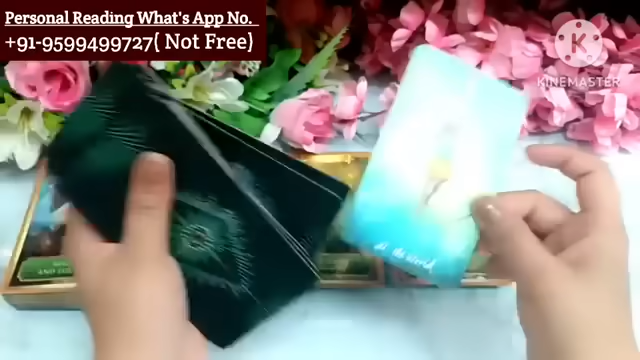 Personal Reading What's App No.
+91-9599499727( Not Free)
KINEMASTER
the world